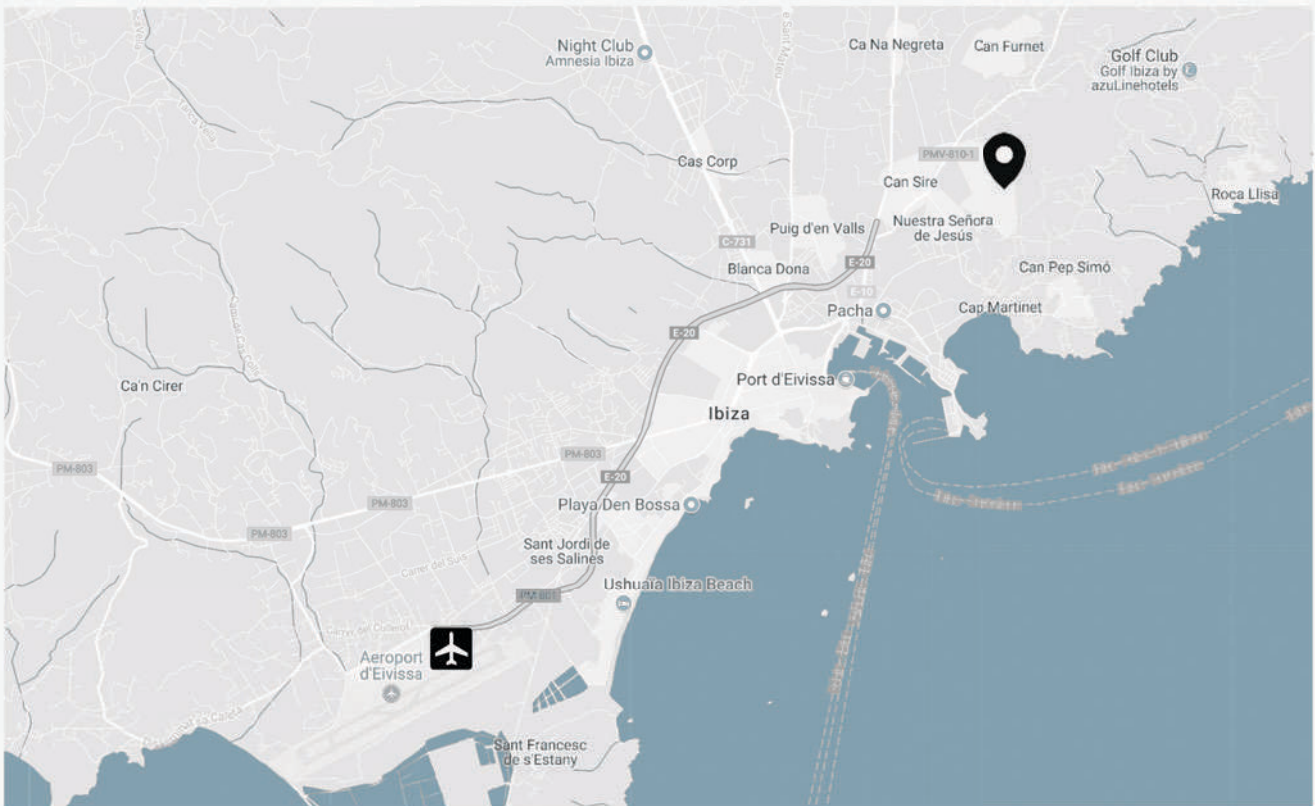 Night Club
Amnesia Ibiza
Ca Na Negreta
Can Furnet
Golf Club
Golf Ibiza by
azuLinehotels
PMV-810-1
Cas Corp
Can Sire
Roca Llisa
Puig d'en Valls
Nuestra Señora
de Jesús
C-731
E-20
Blanca Dona
Can Pep Simó
E-10
Pacha
Cap Martinet
E-20
Port d'Eivissa
Ca'n Cirer
Ibiza
PM-803
PM-803
E-20
PM-803
Playa Den Bossa
PM-803
Sant Jordi de
ses Salines
Carrer del Suis
PM 801
Ushuaïa Ibiza Beach
Aeroport
d'Eivissa
Sant Francesc
de s'Estany